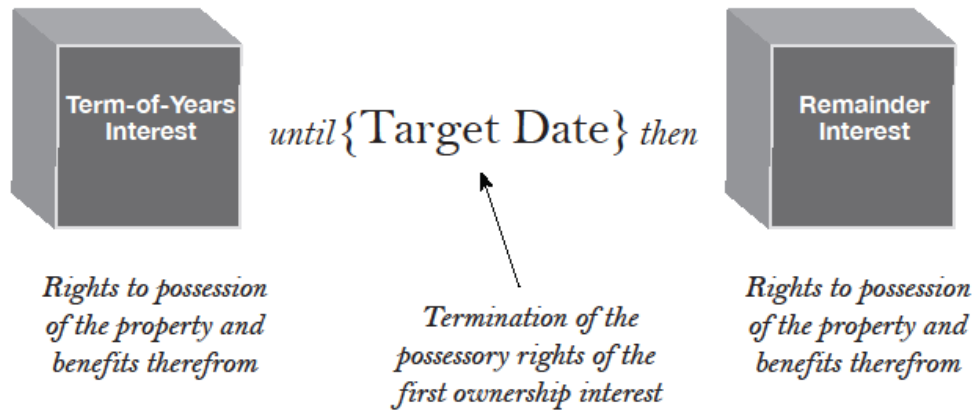 Term-of-Years
Interest
until {Target Date} then
Remainder
Interest
Rights to possession
of the property and
benefits therefrom
Termination of the
possessory rights of the
first ownership interest
Rights to possession
of the property and
benefits therefrom